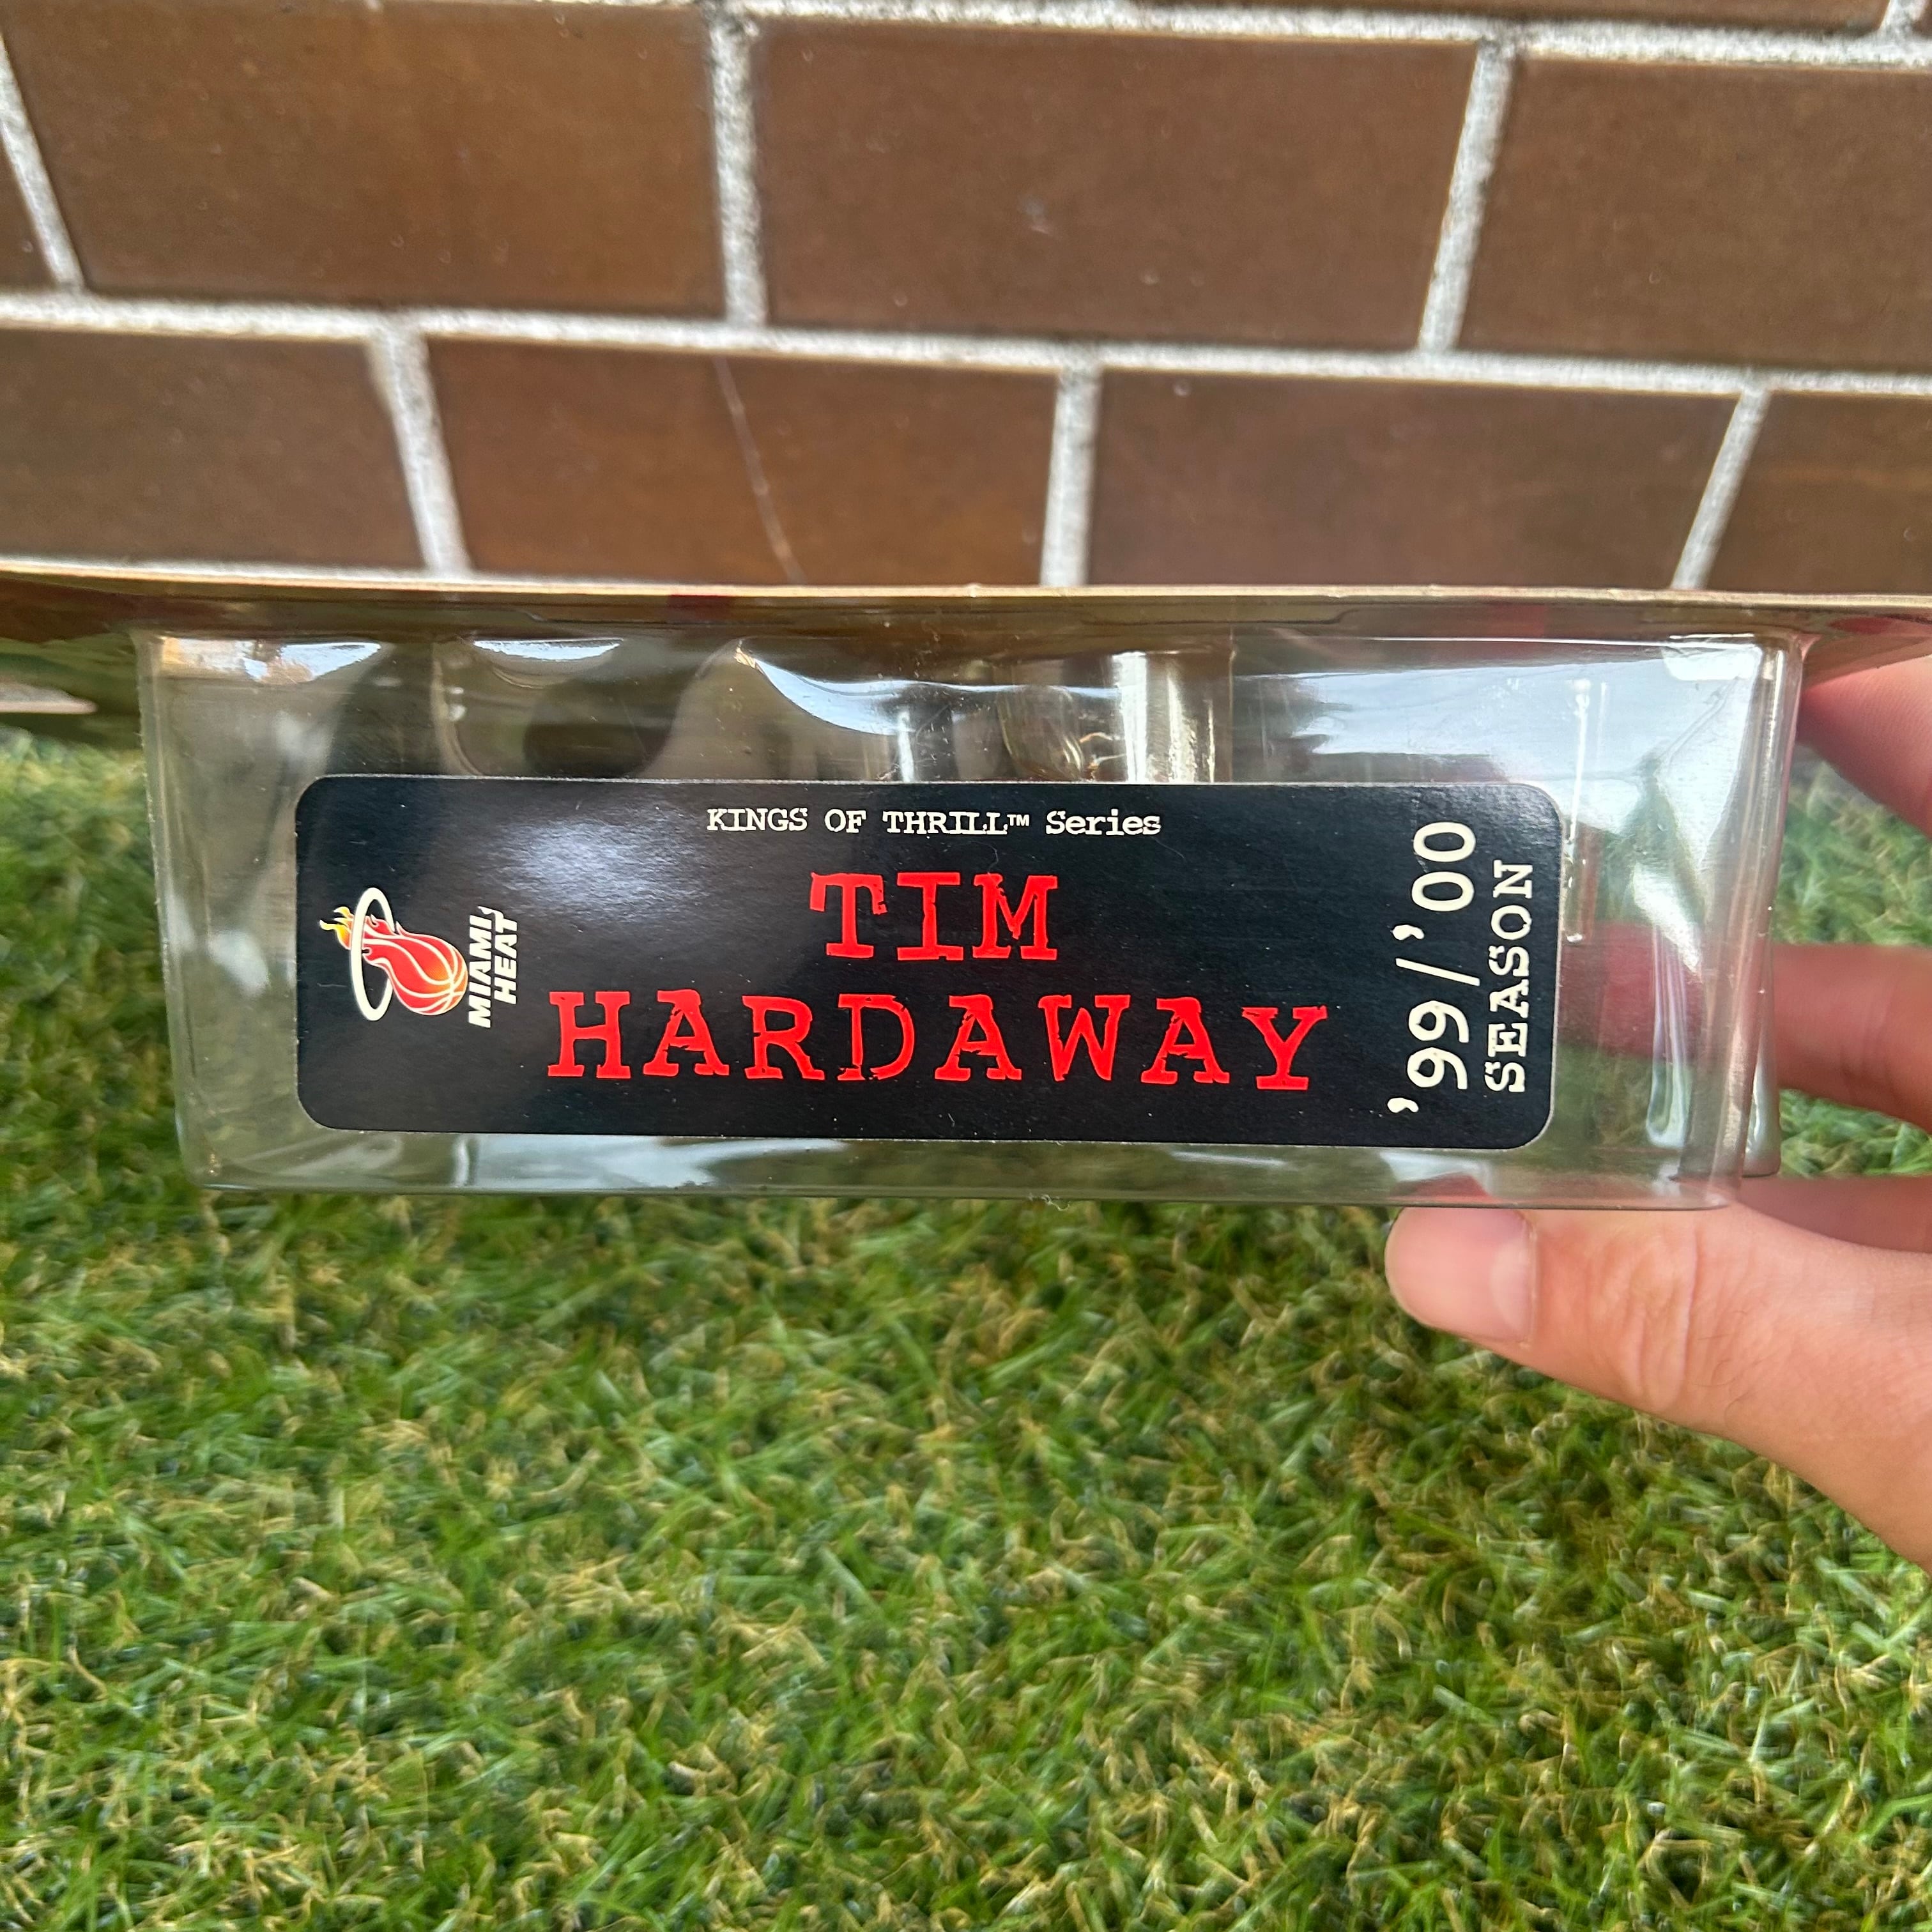 KINGS OF THRILL™ Series
TIM
HARDAWAY
MIAMI
HEAT
'99/'00
SEASON